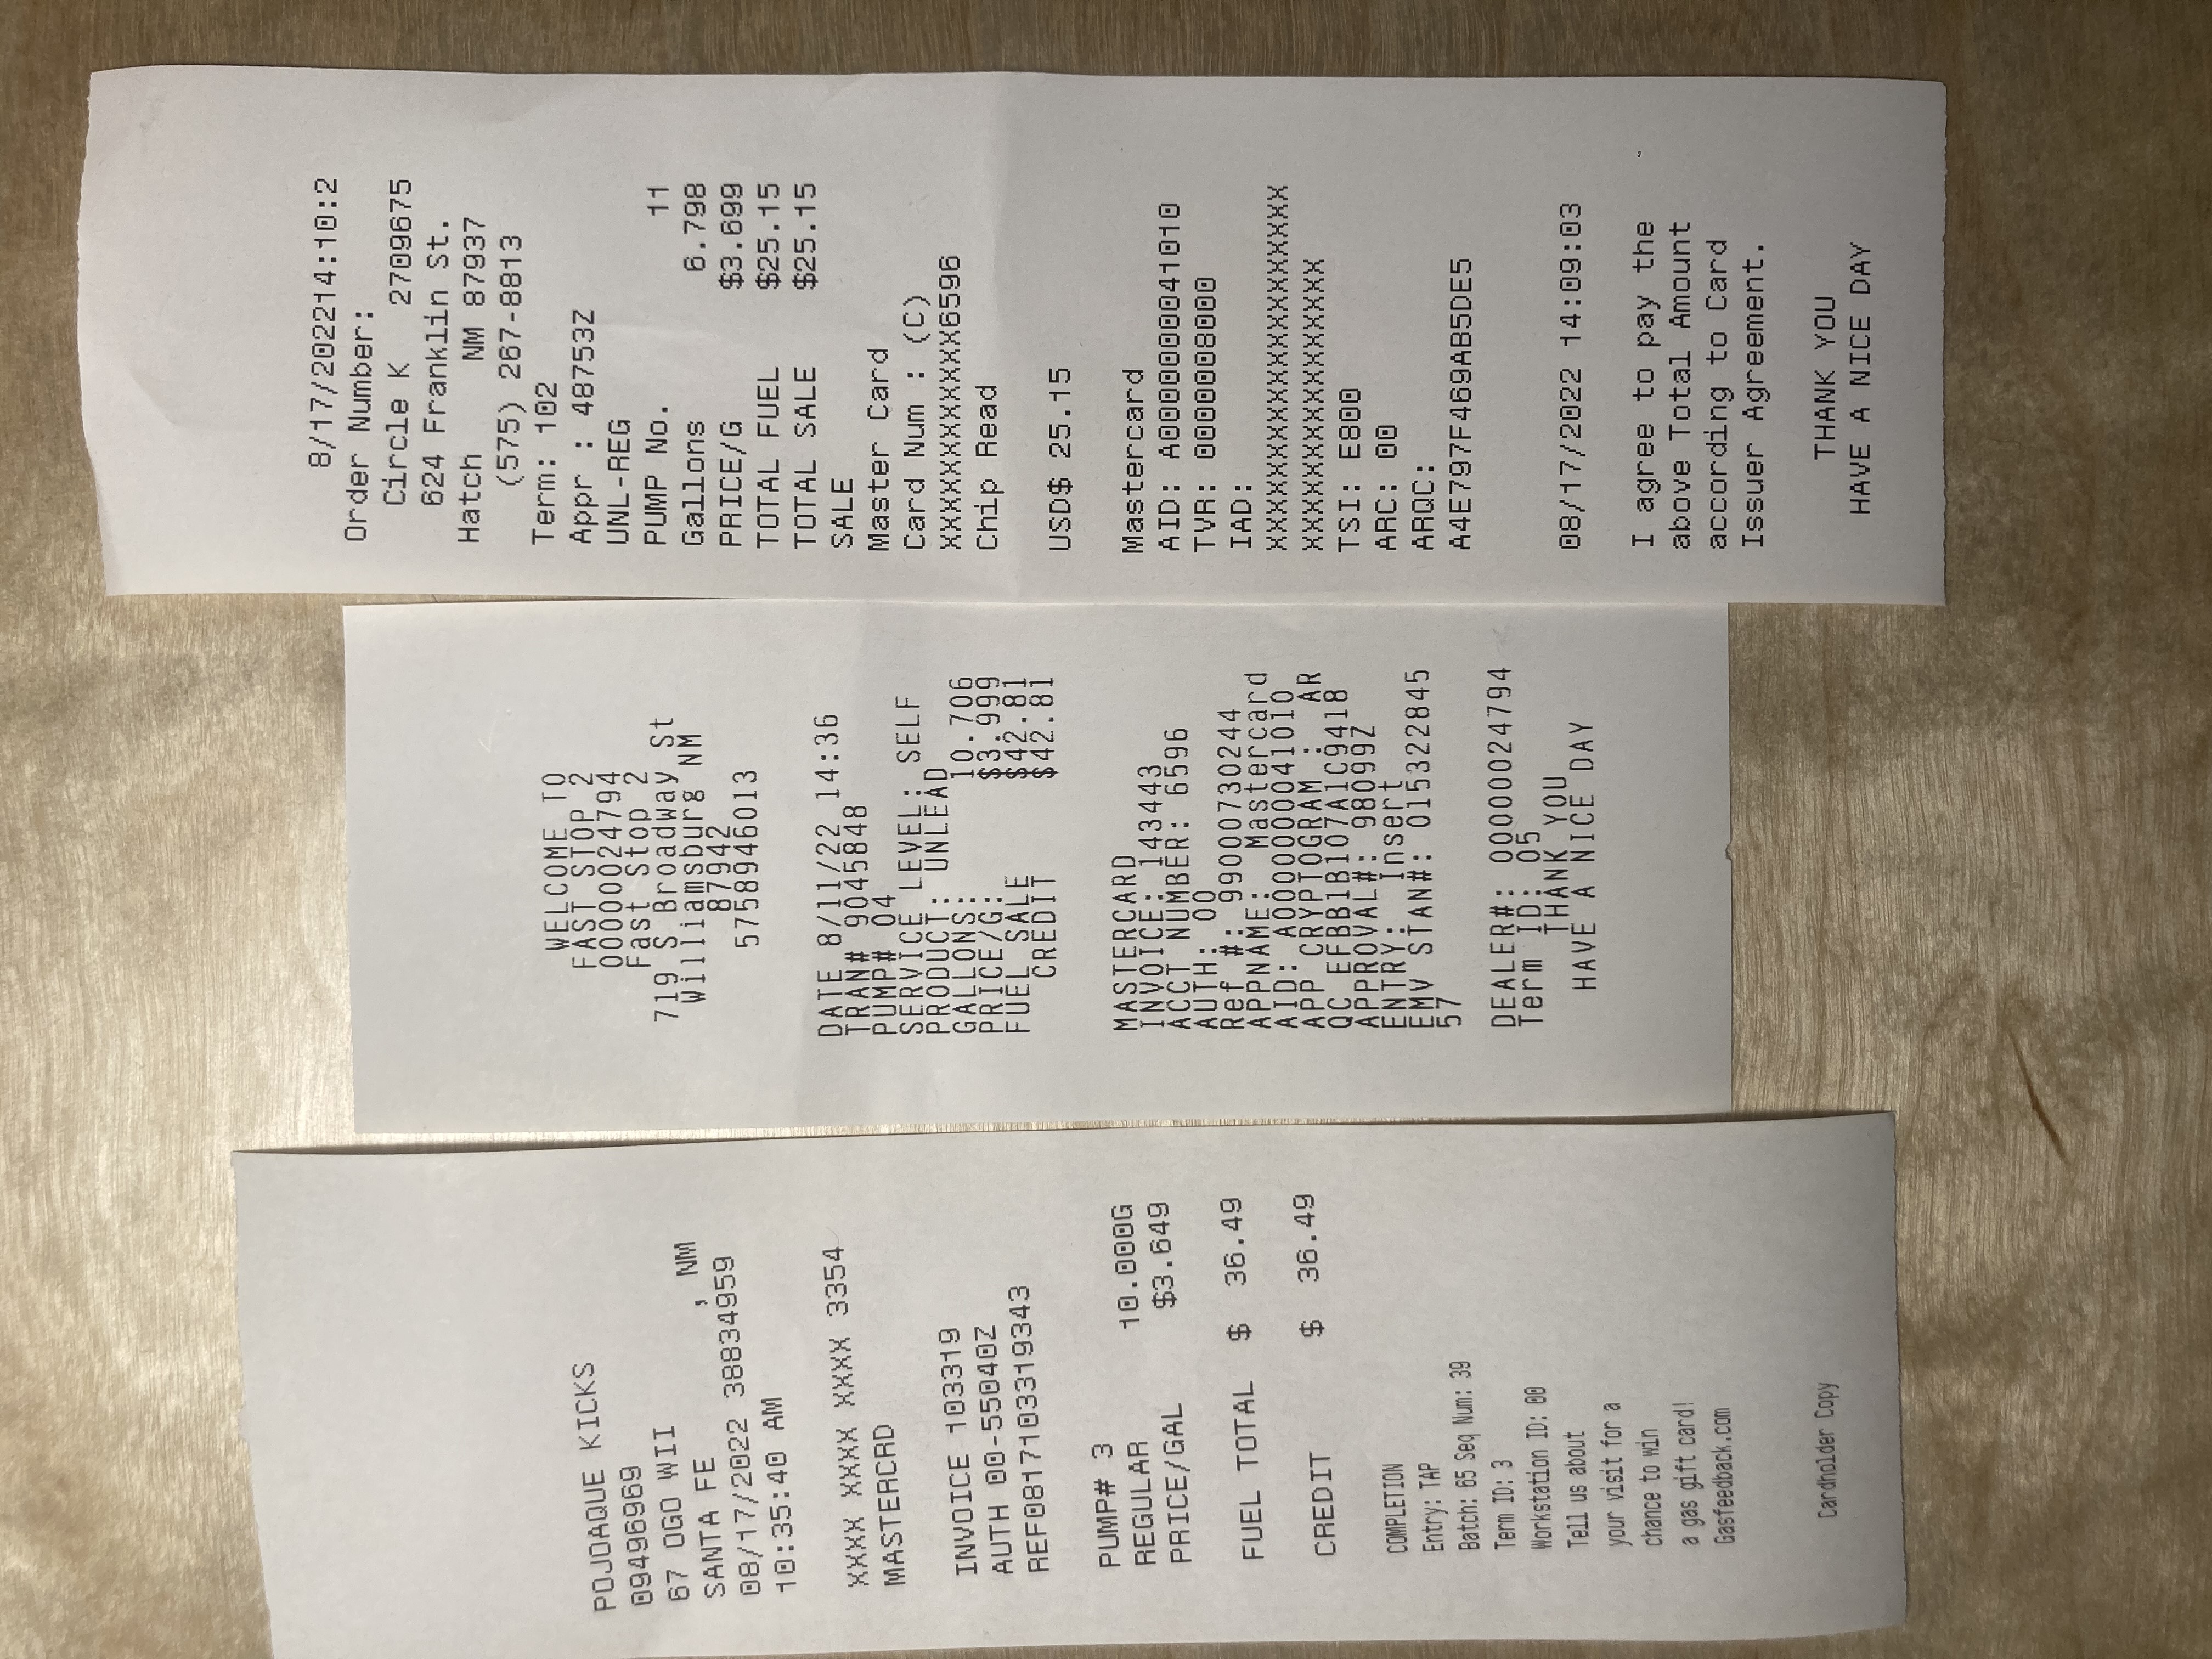 POJOAQUE KICKS
09496969
67 OGO WII
SANTA FE , NM
08/17/2022 38834959
10:35:40 AM
XXXX XXXX XXXX 3354
MASTERCRD
INVOICE 103319
AUTH 00-55040Z
REF0817103319343
PUMP# 3
REGULAR 10.000G
PRICE/GAL $3.649
FUEL TOTAL $ 36.49
CREDIT $ 36.49
COMPLETION
Entry: TAP
Batch: 65 Seq Num: 39
Term ID: 3
Workstation ID: 00
Tell us about
your visit for a
chance to win
a gas gift card!
Gasfeedback.com
Cardholder Copy
WELCOME TO
FAST STOP 2
00000024794
Fast Stop 2
719 S Broadway St
Williamsburg NM
87942
5758946013
DATE 8/11/22 14:36
TRAN# 9045848
PUMP# 04
SERVICE LEVEL: SELF
PRODUCT: UNLEAD
GALLONS: 10.706
PRICE/G: $3.999
FUEL SALE $42.81
CREDIT $42.81
MASTERCARD
INVOICE: 143443
ACCT NUMBER: 6596
AUTH: 00
Ref #: 99000730244
APPNAME: Mastercard
AID: A0000000041010
APP CRYPTOGRAM : AR
QC EFBB1B107A1C9418
APPROVAL#: 98099Z
ENTRY: Insert
EMV STAN#: 015322845
57
DEALER#: 00000024794
Term ID: 05
THANK YOU
HAVE A NICE DAY
8/17/202214:10:2
Order Number:
Circle K 2709675
624 Franklin St.
Hatch NM 87937
(575) 267-8813
Term: 102
Appr : 48753Z
UNL-REG
PUMP No. 11
Gallons 6.798
PRICE/G $3.699
TOTAL FUEL $25.15
TOTAL SALE $25.15
SALE
Master Card
Card Num : (C)
XXXXXXXXXXXX6596
Chip Read
USD$ 25.15
Mastercard
AID: A0000000041010
TVR: 0000008000
IAD:
XXXXXXXXXXXXXXXXXXXX
XXXXXXXXXXXXXXXX
TSI: E800
ARC: 00
ARQC:
A4E797F469AB5DE5
08/17/2022 14:09:03
I agree to pay the
above Total Amount
according to Card
Issuer Agreement.
THANK YOU
HAVE A NICE DAY